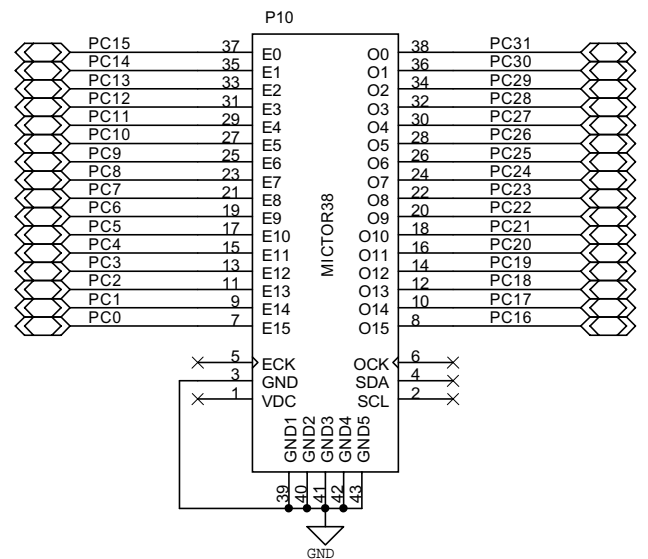 P10
PC15 37 E0 O0 38 PC31
PC14 35 E1 O1 36 PC30
PC13 33 E2 O2 34 PC29
PC12 31 E3 O3 32 PC28
PC11 29 E4 O4 30 PC27
PC10 27 E5 O5 28 PC26
PC9 25 E6 O6 26 PC25
PC8 23 E7 O7 24 PC24
PC7 21 E8 O8 22 PC23
PC6 19 E9 O9 20 PC22
PC5 17 E10 O10 18 PC21
PC4 15 E11 O11 16 PC20
PC3 13 E12 O12 14 PC19
PC2 11 E13 O13 12 PC18
PC1 9 E14 O14 10 PC17
PC0 7 E15 O15 8 PC16
MICTOR38
5 ECK OCK 6
3 GND SDA 4
1 VDC SCL 2
GND1 GND2 GND3 GND4 GND5
39 40 41 42 43
GND